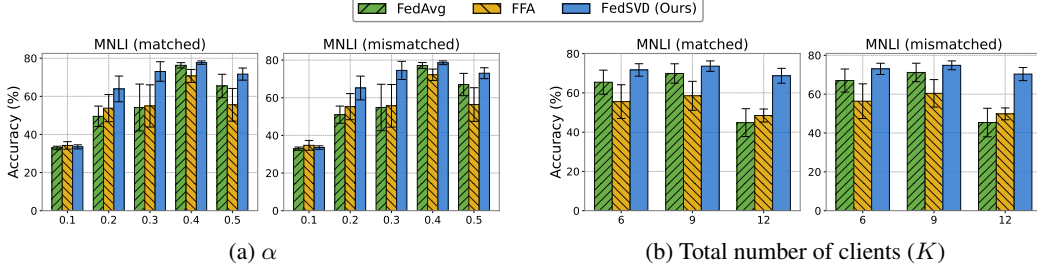 FedAvg FFA FedSVD (Ours)
MNLI (matched)
MNLI (mismatched)
MNLI (matched)
MNLI (mismatched)
Accuracy (%)
80
60
40
20
0
0.1 0.2 0.3 0.4 0.5
80
60
40
20
0
0.1 0.2 0.3 0.4 0.5
Accuracy (%)
80
60
40
20
0
6 9 12
80
60
40
20
0
6 9 12
(a) α
(b) Total number of clients (K)